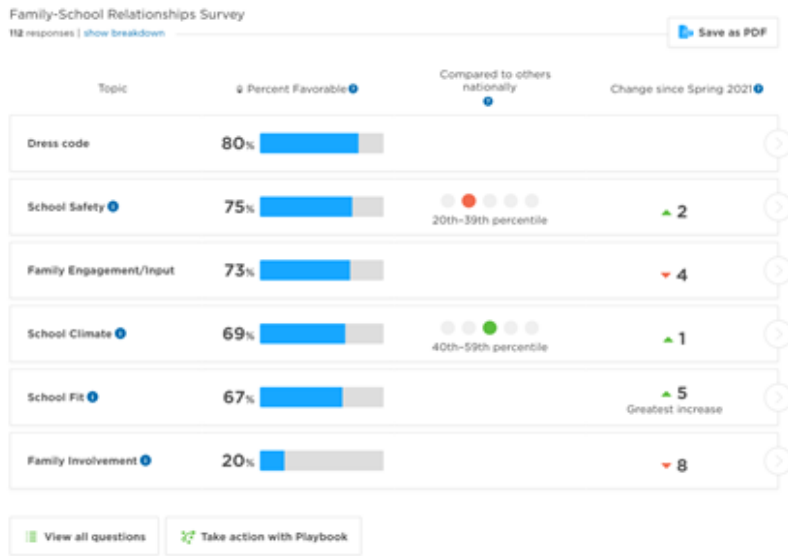 Family-School Relationships Survey
112 responses | show breakdown
Save as PDF
Topic
Percent Favorable
Compared to others
nationally
Change since Spring 2021
Dress code
80%
School Safety
75%
20th-39th percentile
2
Family Engagement/Input
73%
4
School Climate
69%
40th-59th percentile
1
School Fit
67%
5
Greatest increase
Family Involvement
20%
8
View all questions
Take action with Playbook